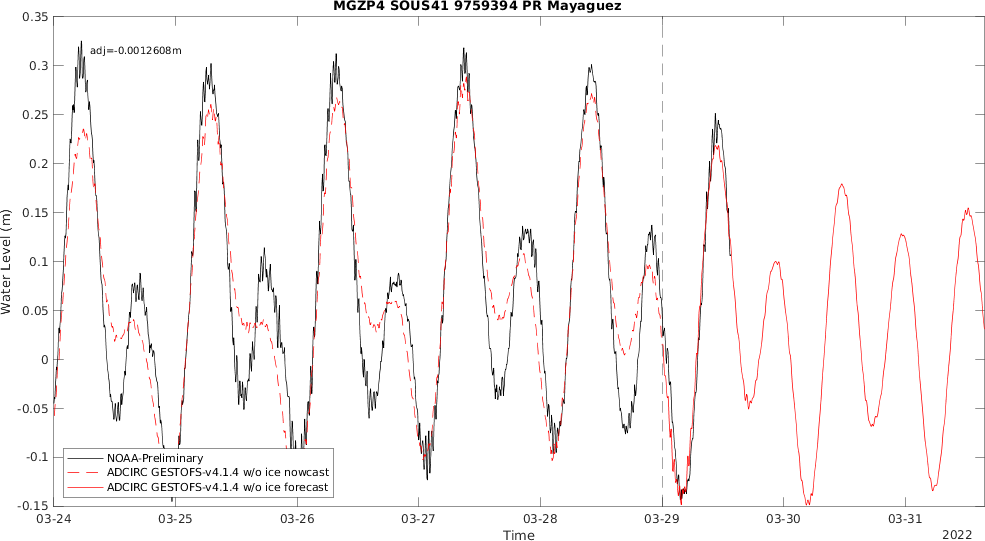 MGZP4 SOUS41 9759394 PR Mayaguez
adj=-0.0012608m
Water Level (m)
0.35
0.3
0.25
0.2
0.15
0.1
0.05
0
-0.05
-0.1
-0.15
NOAA-Preliminary
ADCIRC GESTOFS-v4.1.4 w/o ice nowcast
ADCIRC GESTOFS-v4.1.4 w/o ice forecast
03-24 03-25 03-26 03-27 03-28 03-29 03-30 03-31
Time
2022